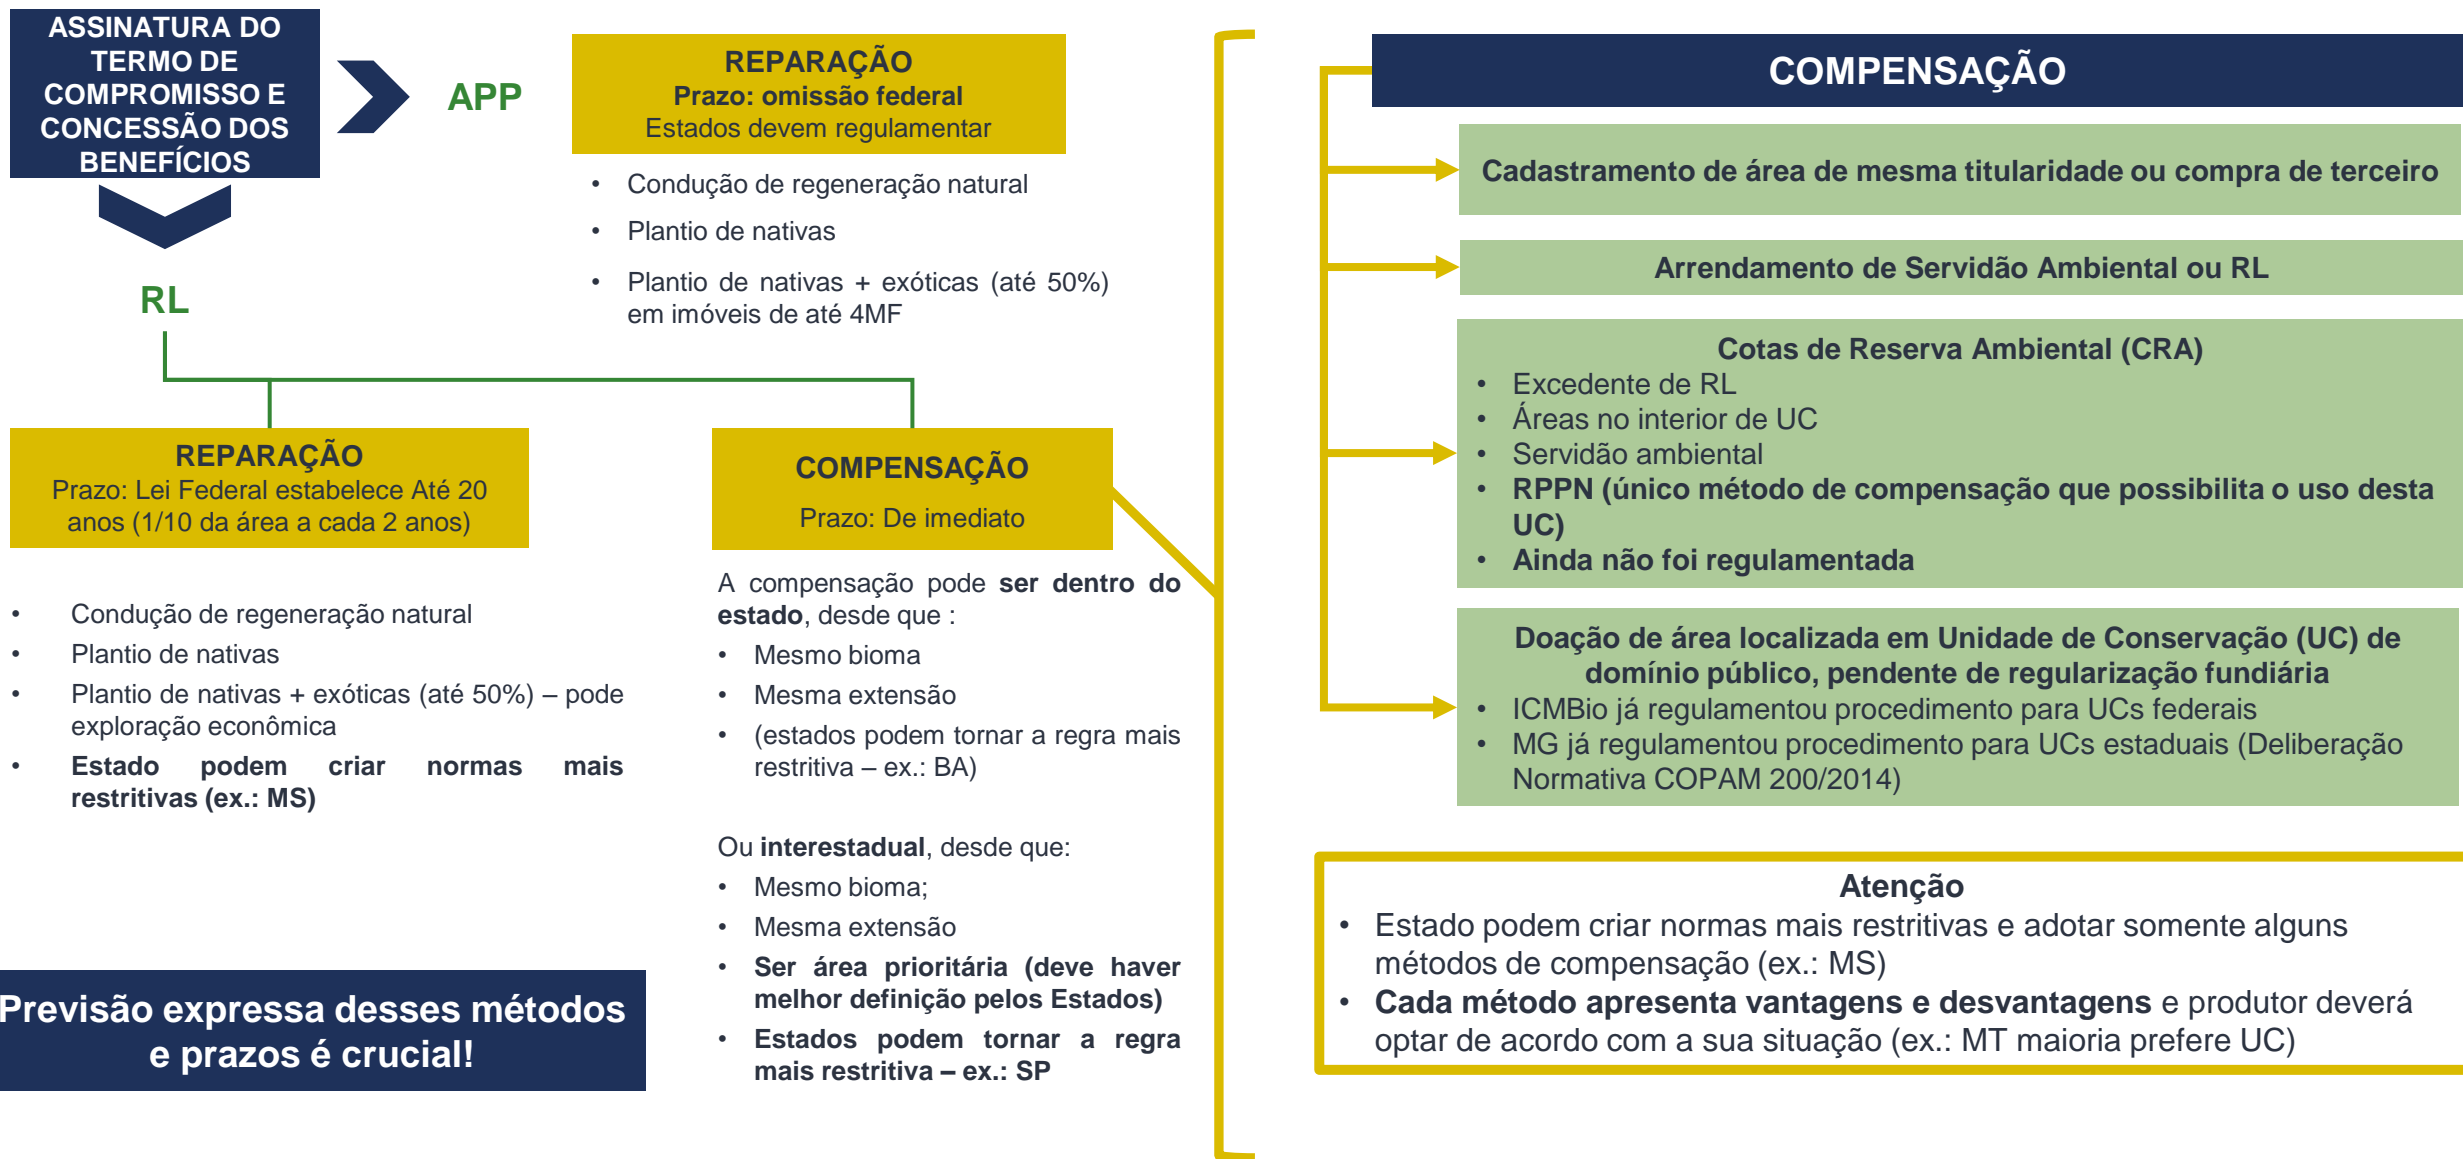 ASSINATURA DO
TERMO DE
COMPROMISSO E
CONCESSÃO DOS
BENEFÍCIOS
APP
REPARAÇÃO
Prazo: omissão federal
Estados devem regulamentar
• Condução de regeneração natural
• Plantio de nativas
• Plantio de nativas + exóticas (até 50%)
em imóveis de até 4MF
RL
REPARAÇÃO
Prazo: Lei Federal estabelece Até 20
anos (1/10 da área a cada 2 anos)
• Condução de regeneração natural
• Plantio de nativas
• Plantio de nativas + exóticas (até 50%) – pode
exploração econômica
• Estado podem criar normas mais
restritivas (ex.: MS)
Previsão expressa desses métodos
e prazos é crucial!
COMPENSAÇÃO
Prazo: De imediato
A compensação pode ser dentro do
estado, desde que :
• Mesmo bioma
• Mesma extensão
• (estados podem tornar a regra mais
restritiva – ex.: BA)
Ou interestadual, desde que:
• Mesmo bioma;
• Mesma extensão
• Ser área prioritária (deve haver
melhor definição pelos Estados)
• Estados podem tornar a regra
mais restritiva – ex.: SP
COMPENSAÇÃO
Cadastramento de área de mesma titularidade ou compra de terceiro
Arrendamento de Servidão Ambiental ou RL
Cotas de Reserva Ambiental (CRA)
• Excedente de RL
• Áreas no interior de UC
• Servidão ambiental
• RPPN (único método de compensação que possibilita o uso desta
UC)
• Ainda não foi regulamentada
Doação de área localizada em Unidade de Conservação (UC) de
domínio público, pendente de regularização fundiária
• ICMBio já regulamentou procedimento para UCs federais
• MG já regulamentou procedimento para UCs estaduais (Deliberação
Normativa COPAM 200/2014)
Atenção
• Estado podem criar normas mais restritivas e adotar somente alguns
métodos de compensação (ex.: MS)
• Cada método apresenta vantagens e desvantagens e produtor deverá
optar de acordo com a sua situação (ex.: MT maioria prefere UC)